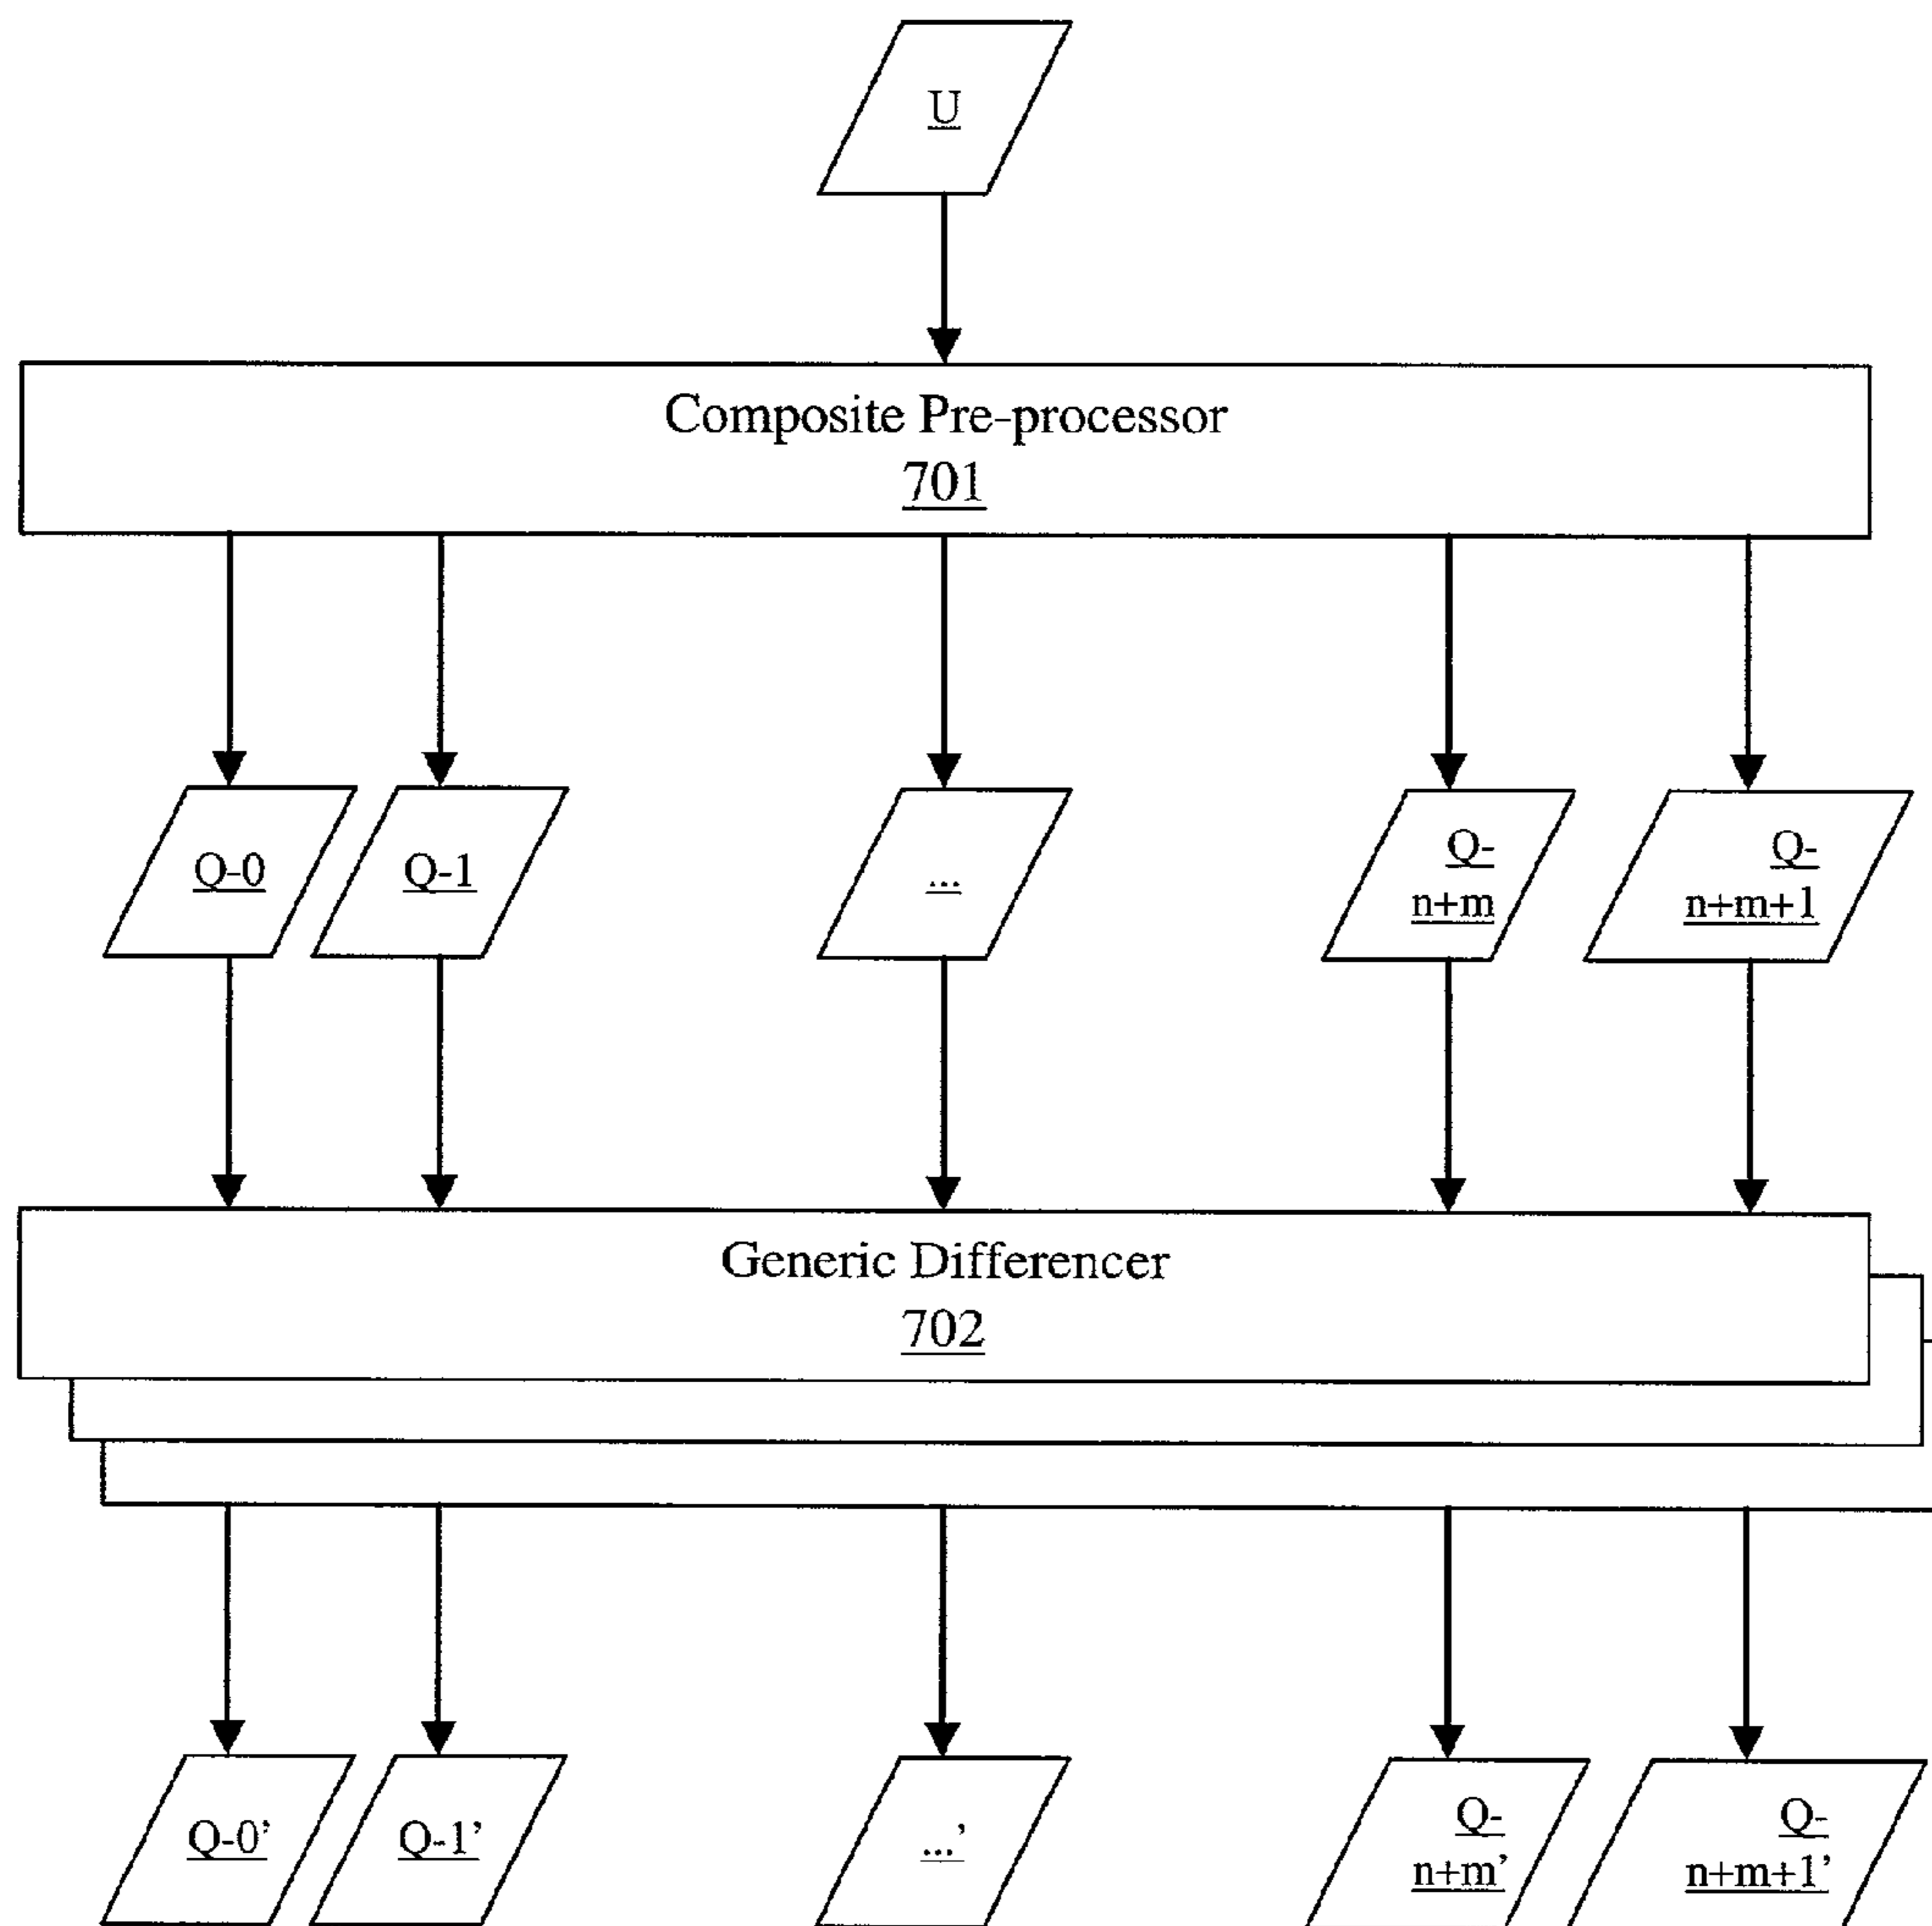 U
Composite Pre-processor
701
Q-0 Q-1 ... Q- Q-
n+m n+m+1
Generic Differencer
702
Q-0’ Q-1’ ...’ Q- Q-
n+m’ n+m+1’